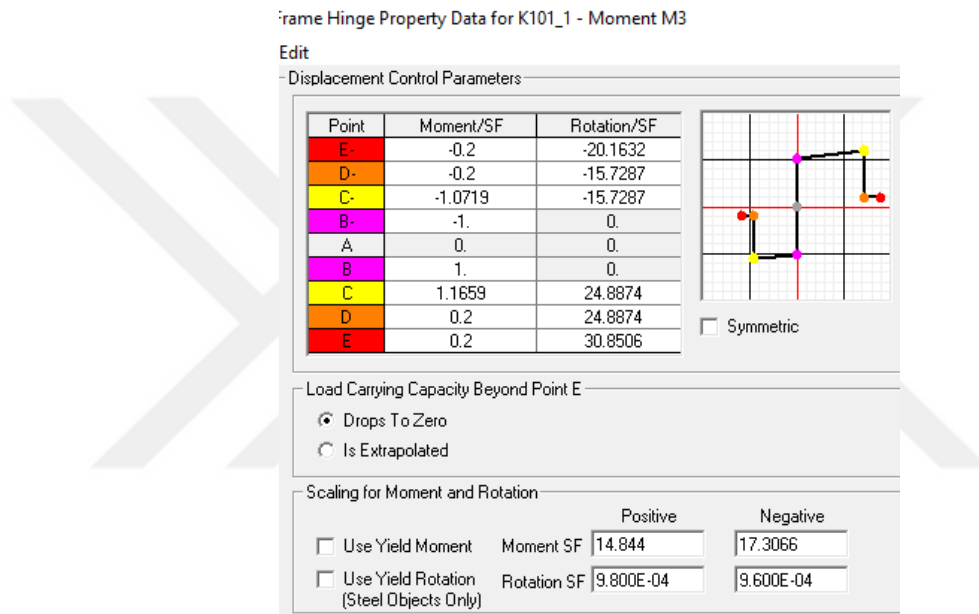 Frame Hinge Property Data for K101_1 - Moment M3
Edit
Displacement Control Parameters
Point Moment/SF Rotation/SF
E- -0.2 -20.1632
D- -0.2 -15.7287
C- -1.0719 -15.7287
B- -1. 0.
A 0. 0.
B 1. 0.
C 1.1659 24.8874
D 0.2 24.8874
E 0.2 30.8506
Symmetric
Load Carrying Capacity Beyond Point E
Drops To Zero
Is Extrapolated
Scaling for Moment and Rotation
Positive Negative
Use Yield Moment Moment SF 14.844 17.3066
Use Yield Rotation Rotation SF 9.800E-04 9.600E-04
(Steel Objects Only)